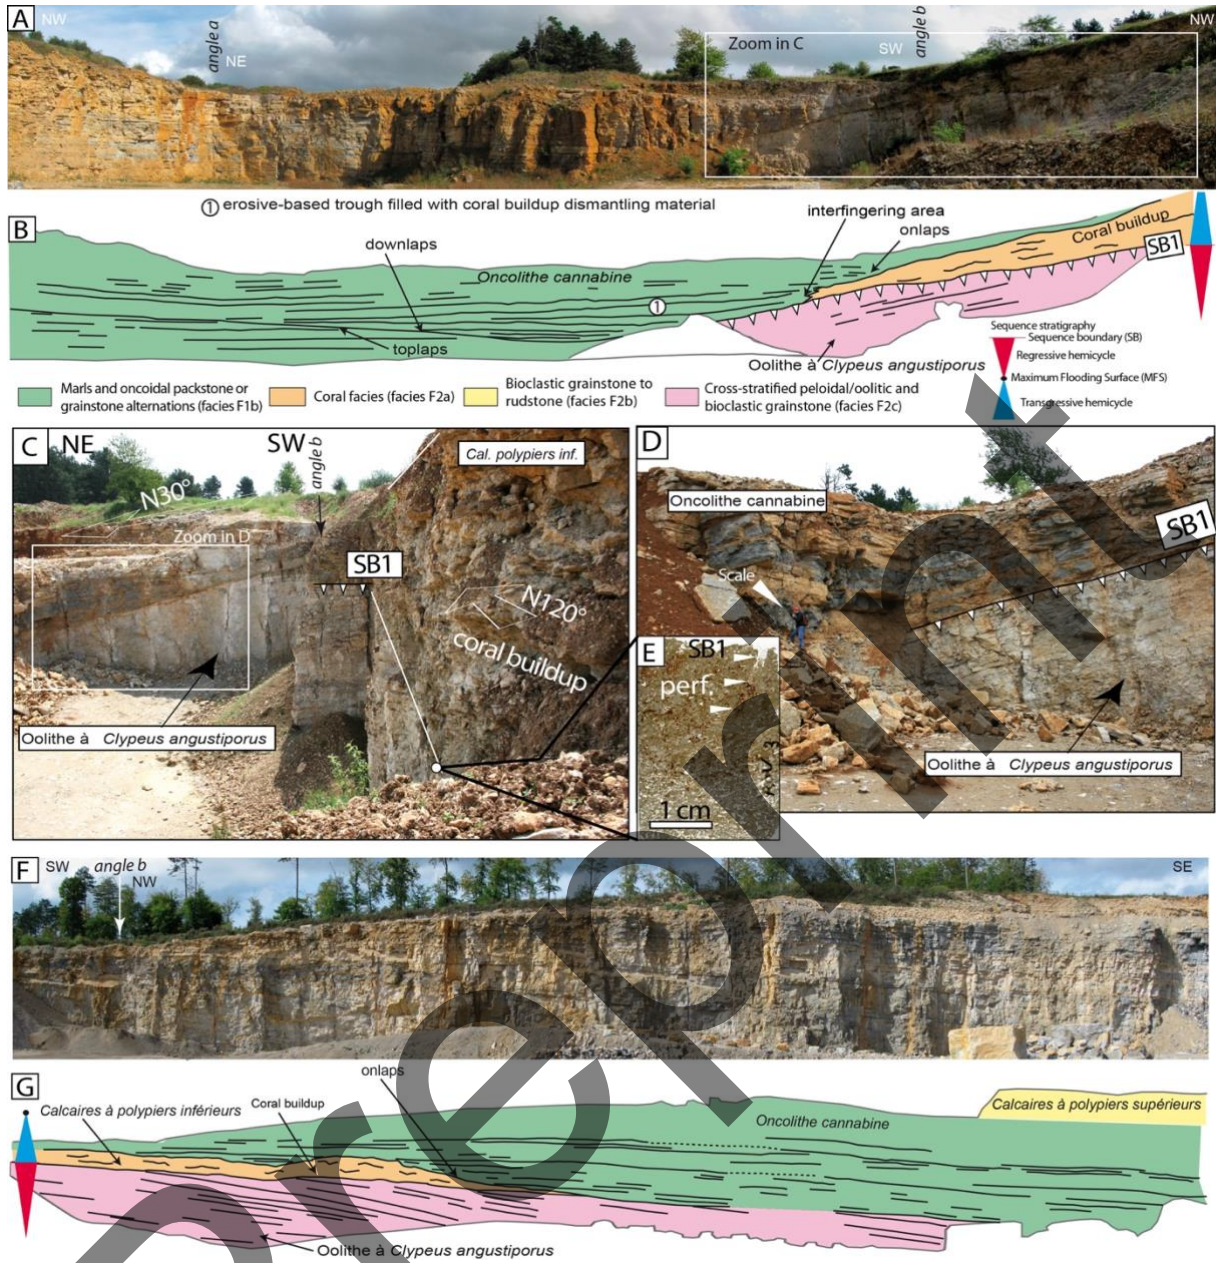 A
NW
angle a
NE
Zoom in C
SW
angle b
NW
① erosive-based trough filled with coral buildup dismantling material
B
downlaps
Oncolithe cannabine
interfingering area
onlaps
Coral buildup
SB1
①
toplaps
Oolithe à Clypeus angustiporus
Sequence stratigraphy
Sequence boundary (SB)
Regressive hemicycle
Maximum Flooding Surface (MFS)
Transgressive hemicycle
Marls and oncoidal packstone or
grainstone alternations (facies F1b)
Coral facies (facies F2a)
Bioclastic grainstone to
rudstone (facies F2b)
Cross-stratified peloidal/oolitic and
bioclastic grainstone (facies F2c)
C
NE
SW
angle b
Cal. polypiers inf.
N30°
Zoom in D
SB1
N120°
coral buildup
Oolithe à Clypeus angustiporus
D
Oncolithe cannabine
SB1
Scale
Oolithe à Clypeus angustiporus
E
SB1
perf.
1 cm
F
SW
angle b
NW
SE
G
Calcaires à polypiers inférieurs
Coral buildup
onlaps
Oncolithe cannabine
Calcaires à polypiers supérieurs
Oolithe à Clypeus angustiporus
Preprint